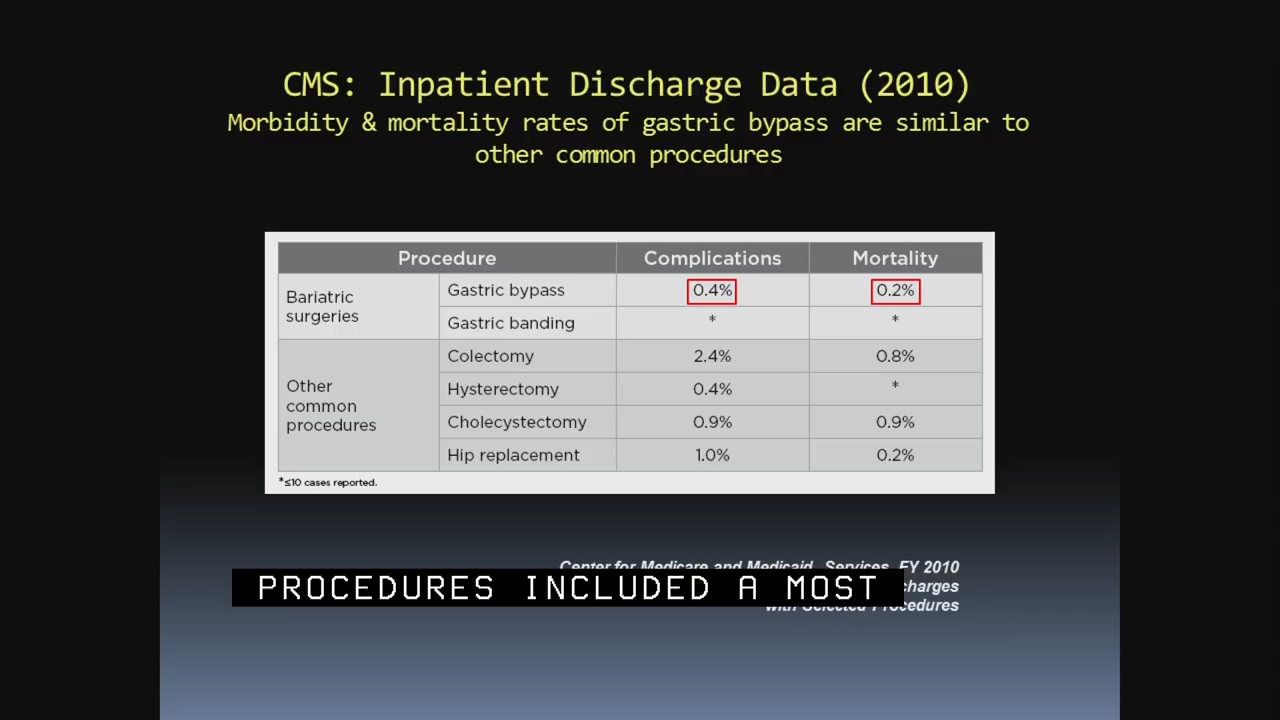 CMS: Inpatient Discharge Data (2010)
Morbidity & mortality rates of gastric bypass are similar to
other common procedures
Procedure Complications Mortality
Bariatric surgeries
Gastric bypass 0.4% 0.2%
Gastric banding * *
Other common procedures
Colectomy 2.4% 0.8%
Hysterectomy 0.4% *
Cholecystectomy 0.9% 0.9%
Hip replacement 1.0% 0.2%
*≤10 cases reported.
Center for Medicare and Medicaid Services, FY 2010
PROCEDURES INCLUDED A MOST
with Selected Procedures